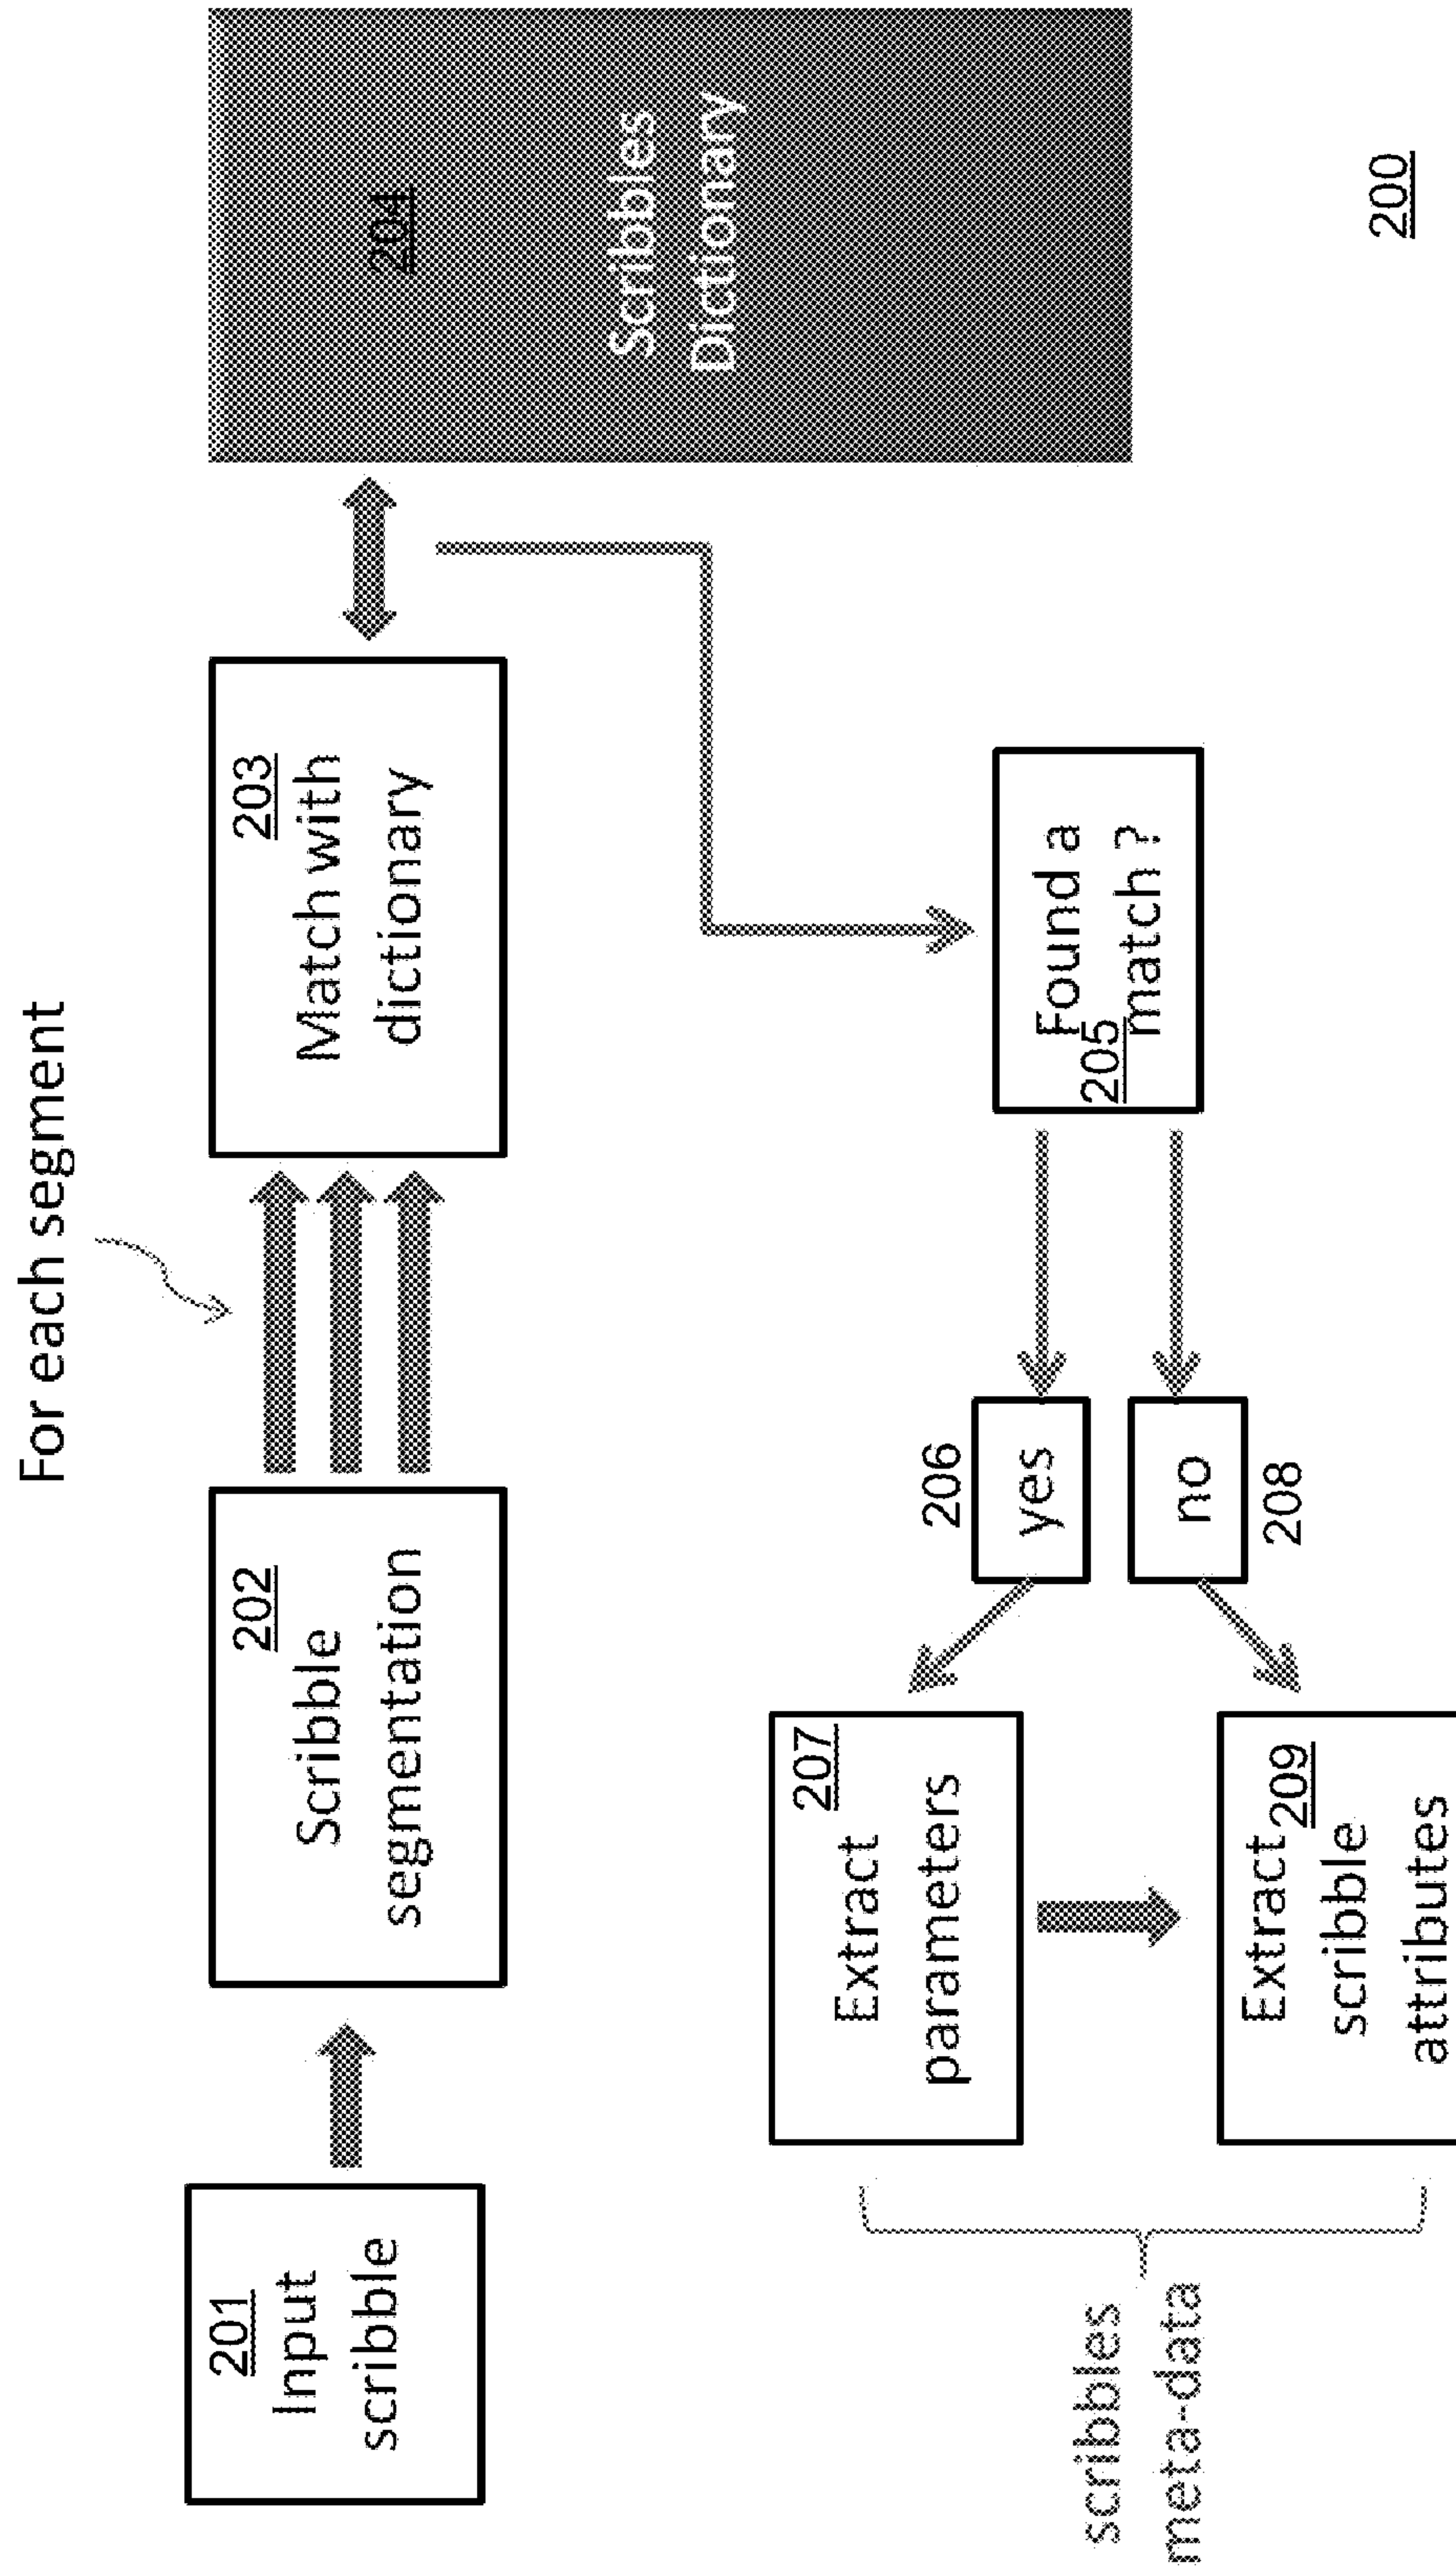 For each segment
201
Input
scribble
202
Scribble
segmentation
203
Match with
dictionary
204
Scribbles
Dictionary
205
Found a
match ?
206
yes
no
208
207
Extract
parameters
209
Extract
scribble
attributes
scribbles
meta-data
200